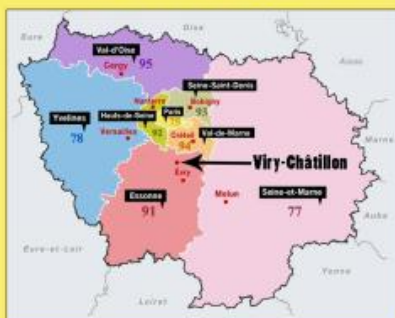 Eure
Oise
Aisne
Val-d'Oise
95
Cergy
Seine-Saint-Denis
Nanterre
Paris
Bobigny
93
Yvelines
Hauts-de-Seine
75
78
92
Versailles
Créteil
Val-de-Marne
94
Marne
Viry-Châtillon
Évry
Essonne
91
Melun
Seine-et-Marne
77
Aube
Eure-et-Loir
Yonne
Loiret